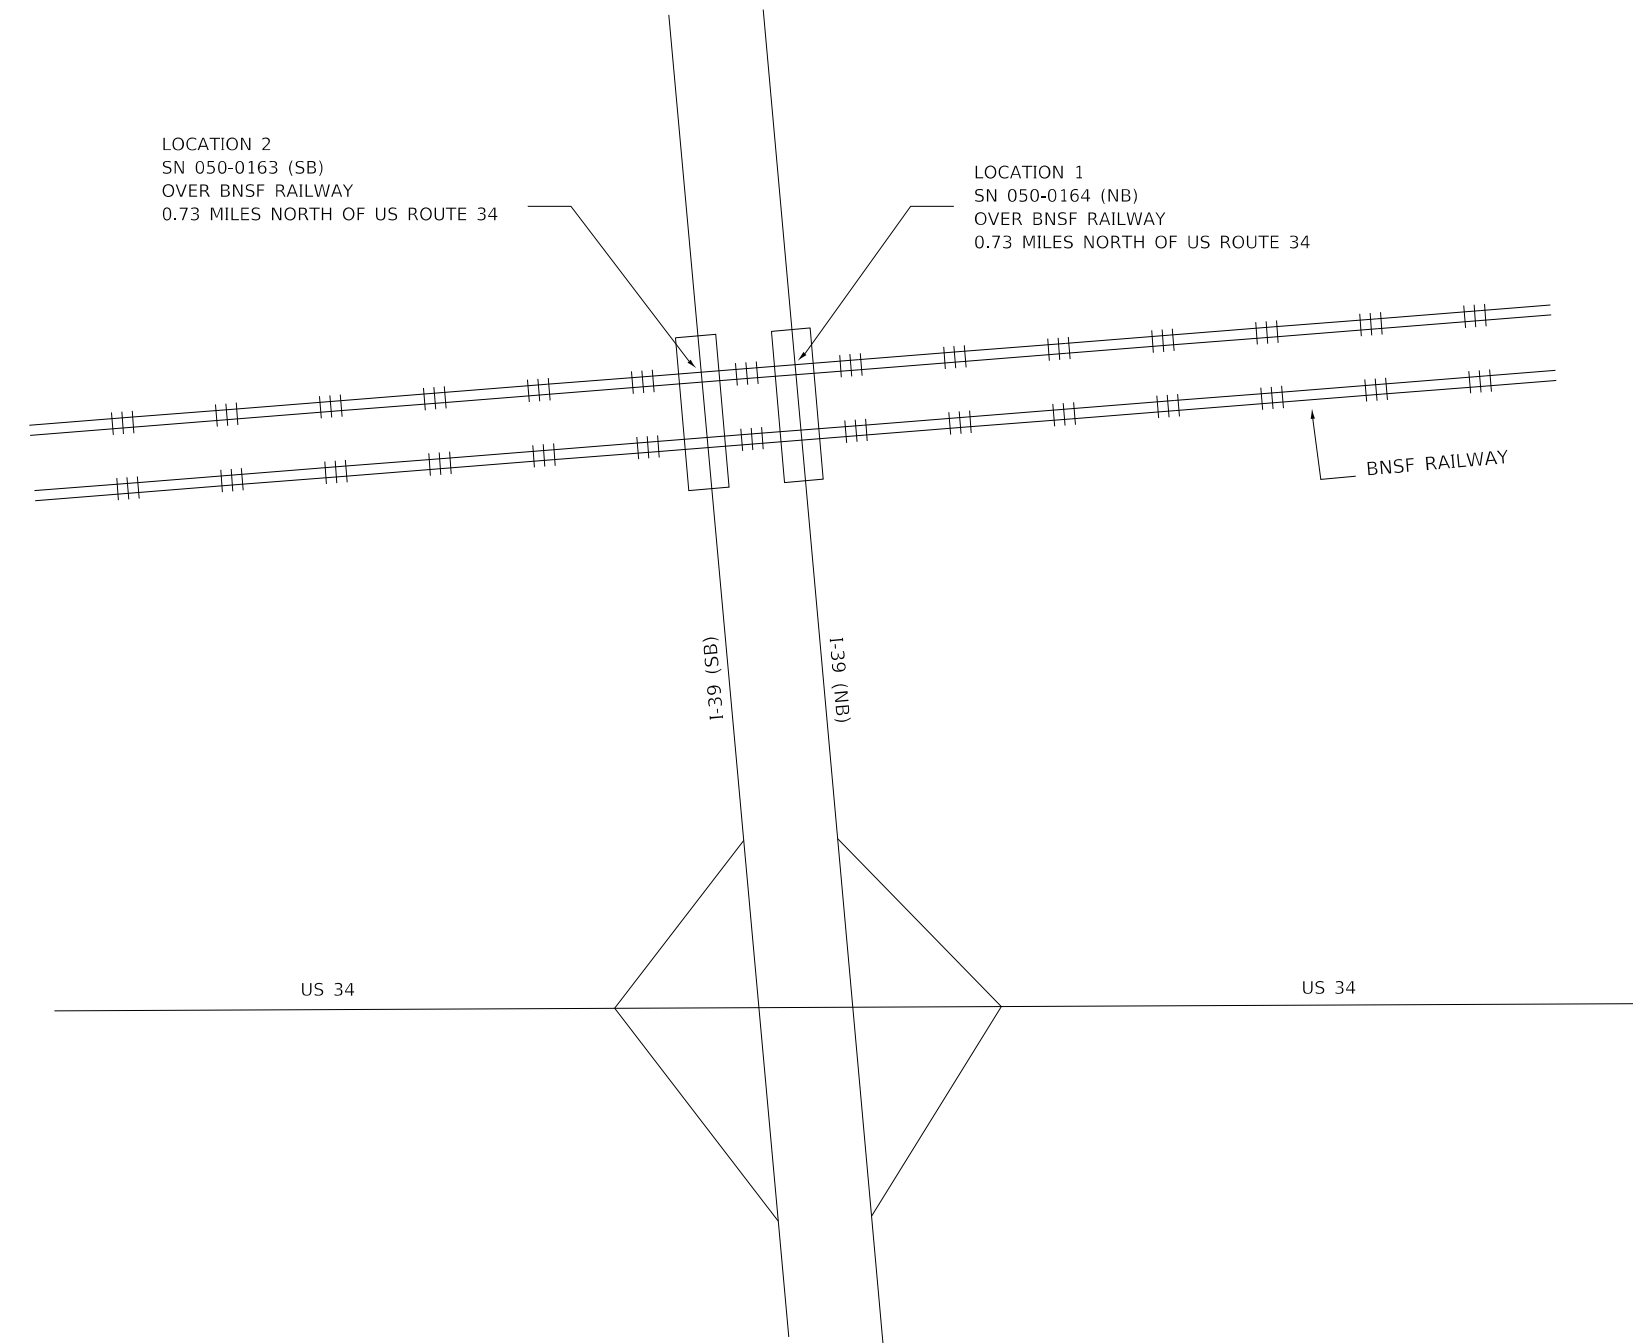 LOCATION 2
SN 050-0163 (SB)
OVER BNSF RAILWAY
0.73 MILES NORTH OF US ROUTE 34
LOCATION 1
SN 050-0164 (NB)
OVER BNSF RAILWAY
0.73 MILES NORTH OF US ROUTE 34
BNSF RAILWAY
I-39 (SB)
I-39 (NB)
US 34
US 34